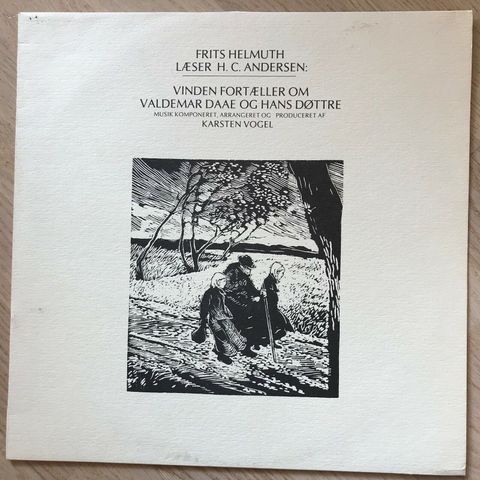 FRITS HELMUTH
LÆSER H. C. ANDERSEN:
VINDEN FORTÆLLER OM
VALDEMAR DAAE OG HANS DØTTRE
MUSIK KOMPONERET, ARRANGERET OG PRODUCERET AF
KARSTEN VOGEL